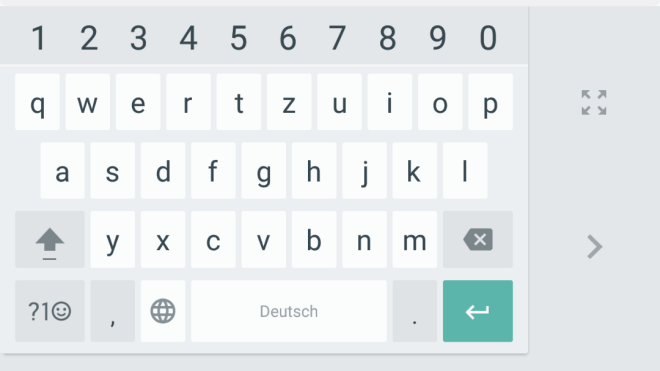 1 2 3 4 5 6 7 8 9 0
q w e r t z u i o p
a s d f g h j k l
y x c v b n m
?1☺ , Deutsch .